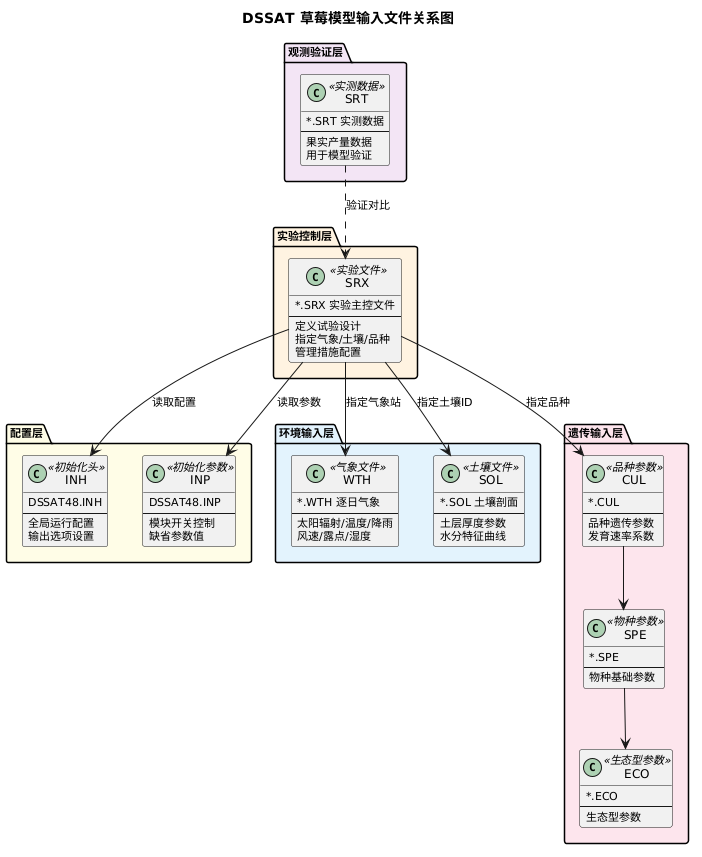 DSSAT 草莓模型输入文件关系图
观测验证层
C «实测数据»
SRT
*.SRT 实测数据
果实产量数据
用于模型验证
验证对比
实验控制层
C «实验文件»
SRX
*.SRX 实验主控文件
定义试验设计
指定气象/土壤/品种
管理措施配置
读取配置
读取参数
指定气象站
指定土壤ID
指定品种
配置层
C «初始化头»
INH
DSSAT48.INH
全局运行配置
输出选项设置
C «初始化参数»
INP
DSSAT48.INP
模块开关控制
缺省参数值
环境输入层
C «气象文件»
WTH
*.WTH 逐日气象
太阳辐射/温度/降雨
风速/露点/湿度
C «土壤文件»
SOL
*.SOL 土壤剖面
土层厚度参数
水分特征曲线
遗传输入层
C «品种参数»
CUL
*.CUL
品种遗传参数
发育速率系数
C «物种参数»
SPE
*.SPE
物种基础参数
C «生态型参数»
ECO
*.ECO
生态型参数